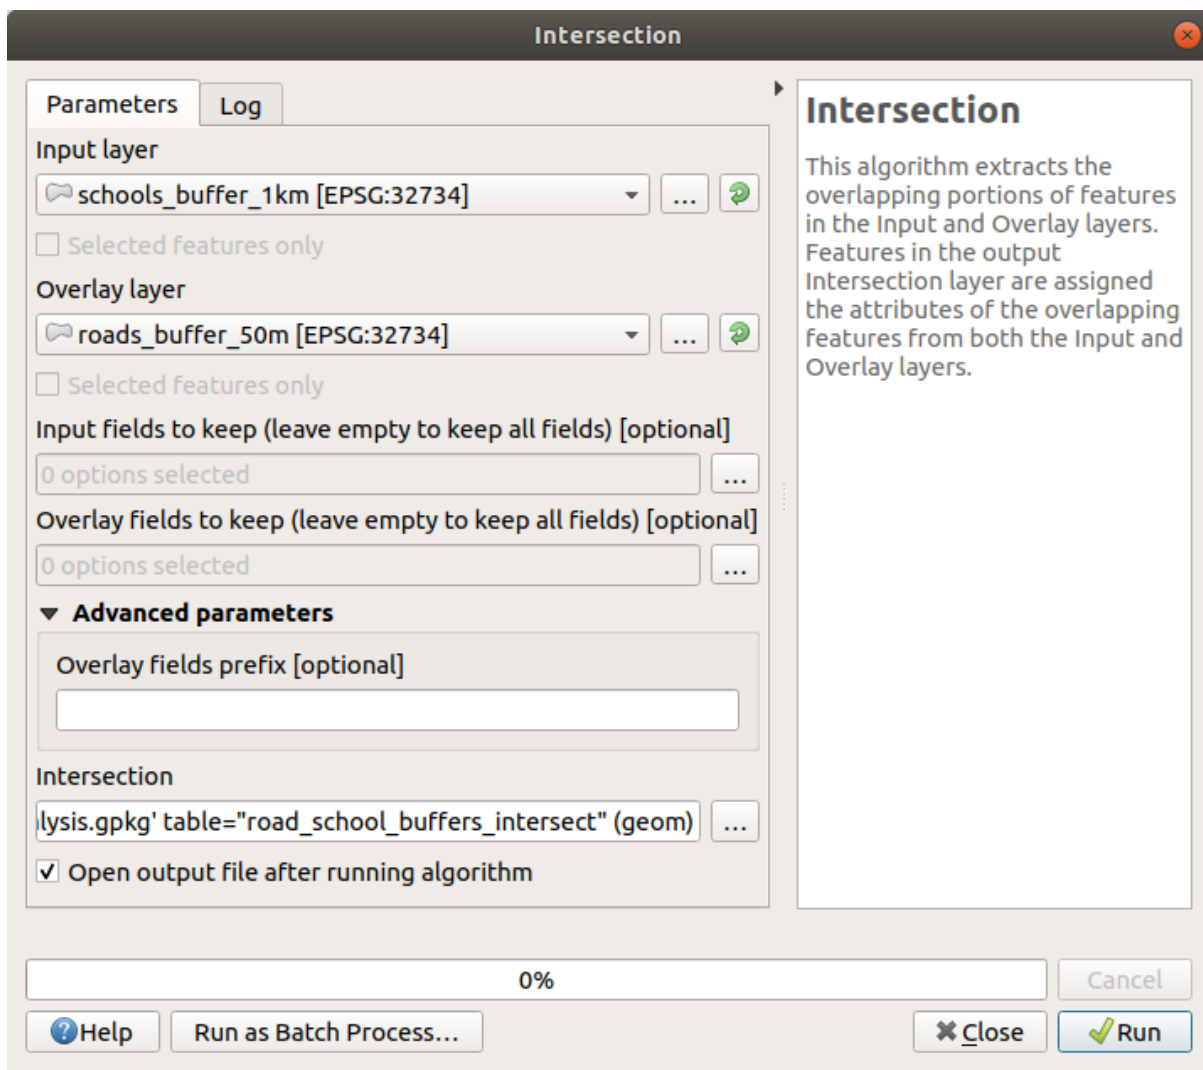 Intersection
Parameters
Log
Input layer
schools_buffer_1km [EPSG:32734]
...
Selected features only
Overlay layer
roads_buffer_50m [EPSG:32734]
...
Selected features only
Input fields to keep (leave empty to keep all fields) [optional]
0 options selected
...
Overlay fields to keep (leave empty to keep all fields) [optional]
0 options selected
...
Advanced parameters
Overlay fields prefix [optional]
Intersection
lysis.gpkg' table="road_school_buffers_intersect" (geom)
...
Open output file after running algorithm
Intersection
This algorithm extracts the
overlapping portions of features
in the Input and Overlay layers.
Features in the output
Intersection layer are assigned
the attributes of the overlapping
features from both the Input and
Overlay layers.
0%
Cancel
Help
Run as Batch Process...
Close
Run